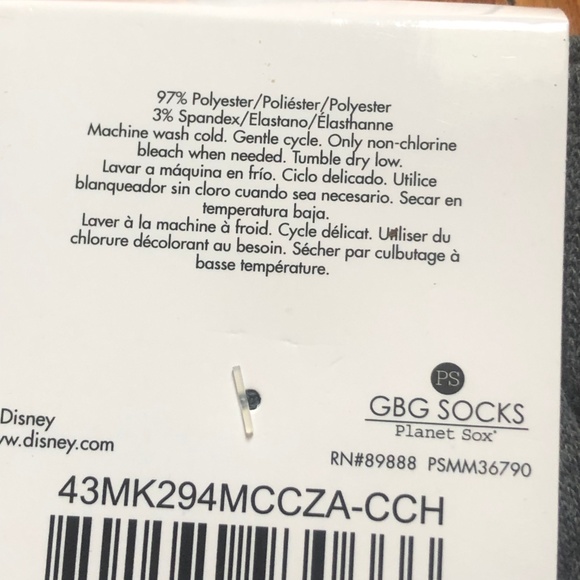 97% Polyester/Poliéster/Polyester
3% Spandex/Elastano/Élasthanne
Machine wash cold. Gentle cycle. Only non-chlorine
bleach when needed. Tumble dry low.
Lavar a máquina en frío. Ciclo delicado. Utilice
blanqueador sin cloro cuando sea necesario. Secar en
temperatura baja.
Laver à la machine à froid. Cycle délicat. Utiliser du
chlorure décolorant au besoin. Sécher par culbutage à
basse température.
PS
GBG SOCKS
Planet Sox
Disney
w.disney.com
RN#89888 PSMM36790
43MK294MCCZA-CCH